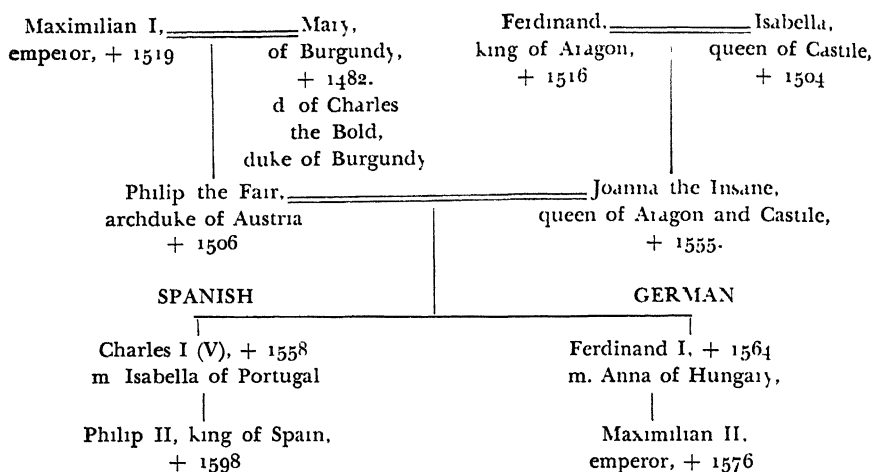 Maximilian I, Mary, Ferdinand, Isabella,
emperor, + 1519 of Burgundy, king of Aragon, queen of Castile,
+ 1482. + 1516 + 1504
d of Charles
the Bold,
duke of Burgundy
Philip the Fair, Joanna the Insane,
archduke of Austria queen of Aragon and Castile,
+ 1506 + 1555.
SPANISH GERMAN
Charles I (V), + 1558 Ferdinand I, + 1564
m Isabella of Portugal m. Anna of Hungary,
Philip II, king of Spain, Maximilian II.
+ 1598 emperor, + 1576